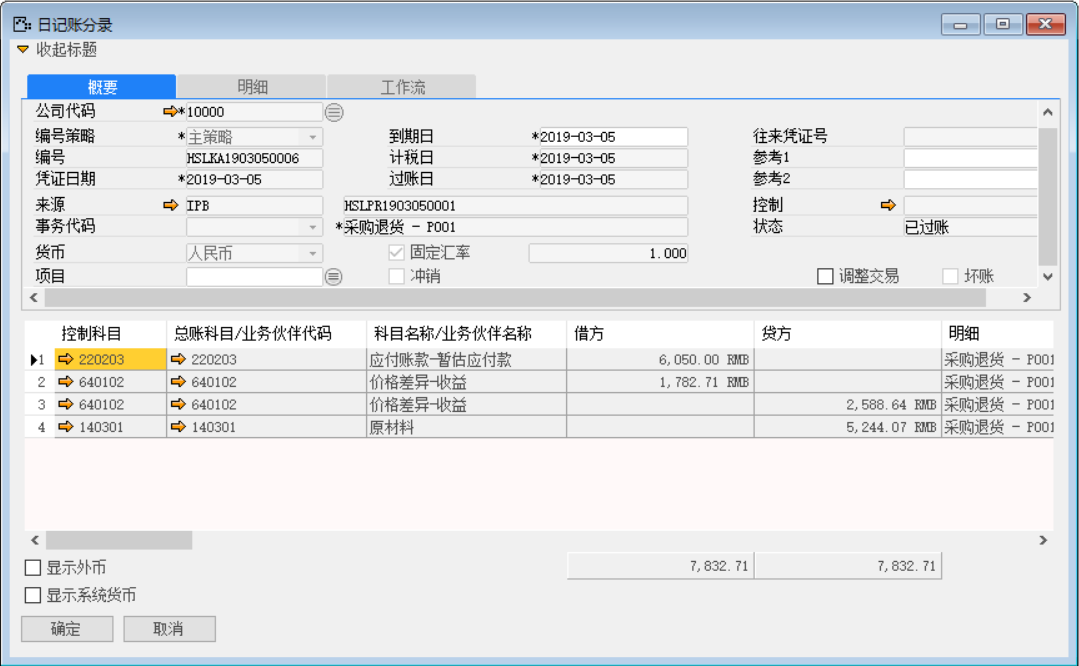 日记账分录
收起标题
概要 明细 工作流
公司代码 *10000
编号策略 *主策略 到期日 *2019-03-05 往来凭证号
编号 HSLKA1903050006 计税日 *2019-03-05 参考1
凭证日期 *2019-03-05 过账日 *2019-03-05 参考2
来源 IPB HSLPR1903050001 控制
事务代码 *采购退货 - P001 状态 已过账
货币 人民币 固定汇率 1.000
项目 冲销 调整交易 坏账
控制科目 总账科目/业务伙伴代码 科目名称/业务伙伴名称 借方 贷方 明细
1 220203 220203 应付账款-暂估应付款 6,050.00 RMB 采购退货 - P001
2 640102 640102 价格差异-收益 1,782.71 RMB 采购退货 - P001
3 640102 640102 价格差异-收益 2,588.64 RMB 采购退货 - P001
4 140301 140301 原材料 5,244.07 RMB 采购退货 - P001
显示外币 7,832.71 7,832.71
显示系统货币
确定 取消